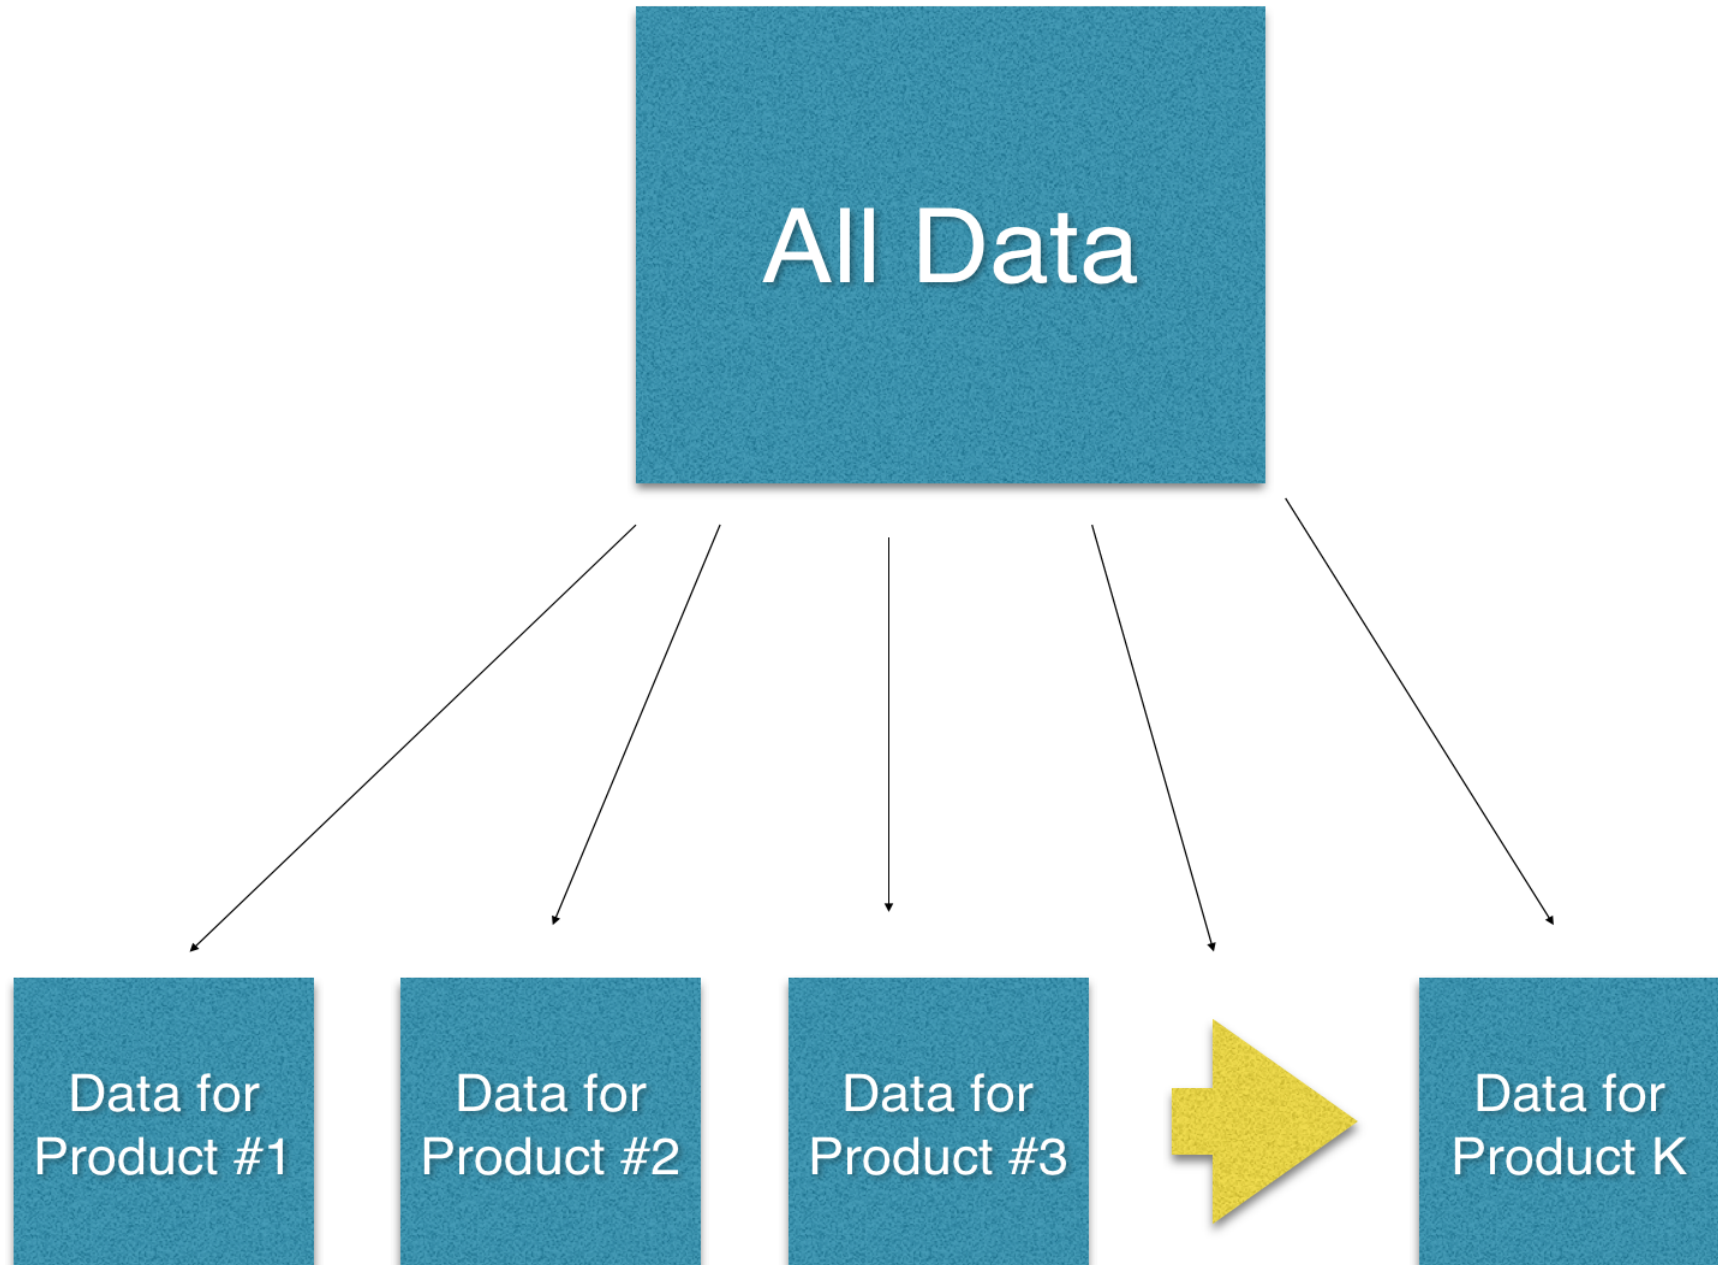 All Data
Data for
Product #1
Data for
Product #2
Data for
Product #3
Data for
Product K